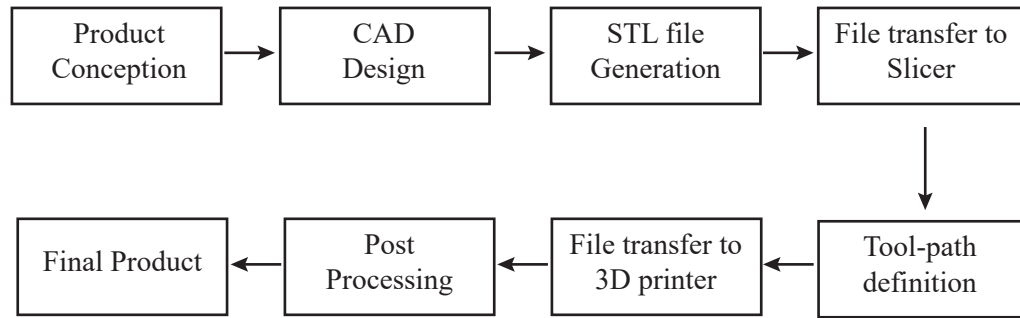 Product
Conception
CAD
Design
STL file
Generation
File transfer to
Slicer
Tool-path
definition
File transfer to
3D printer
Post
Processing
Final Product